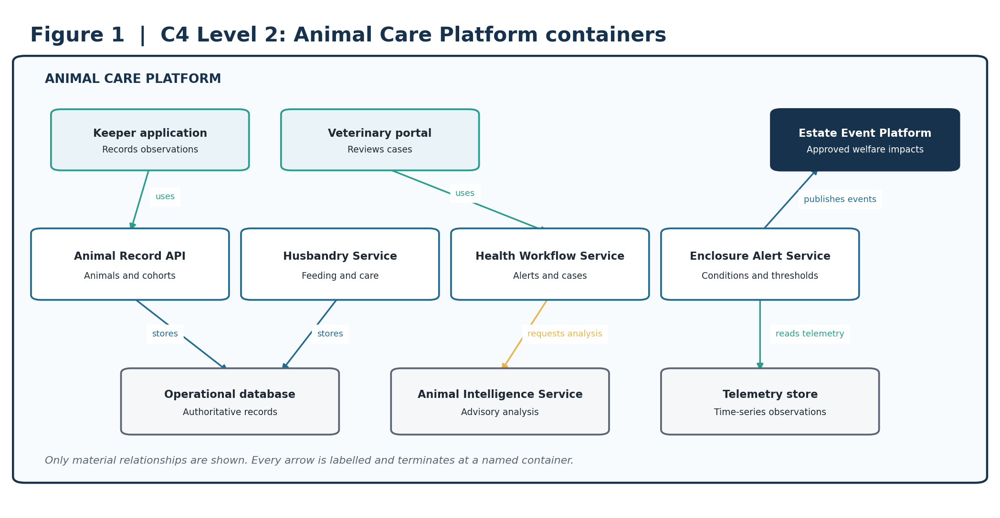 Figure 1 | C4 Level 2: Animal Care Platform containers
ANIMAL CARE PLATFORM
Keeper application
Records observations
Veterinary portal
Reviews cases
Estate Event Platform
Approved welfare impacts
uses
uses
publishes events
Animal Record API
Animals and cohorts
Husbandry Service
Feeding and care
Health Workflow Service
Alerts and cases
Enclosure Alert Service
Conditions and thresholds
stores
stores
requests analysis
reads telemetry
Operational database
Authoritative records
Animal Intelligence Service
Advisory analysis
Telemetry store
Time-series observations
Only material relationships are shown. Every arrow is labelled and terminates at a named container.